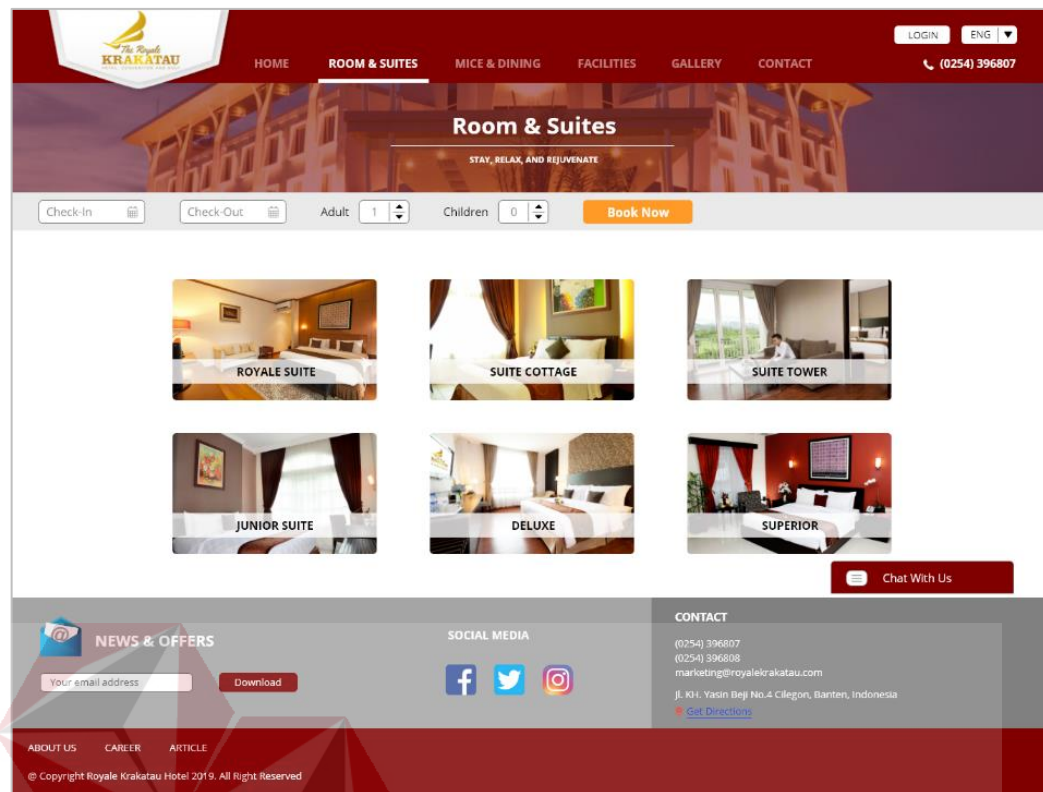 The Royale
KRAKATAU
HOTEL, CONVENTION AND GOLF
LOGIN ENG
HOME ROOM & SUITES MICE & DINING FACILITIES GALLERY CONTACT (0254) 396807
Room & Suites
STAY, RELAX, AND REJUVENATE
Check-In Check-Out Adult 1 Children 0 Book Now
ROYALE SUITE SUITE COTTAGE SUITE TOWER
JUNIOR SUITE DELUXE SUPERIOR
Chat With Us
NEWS & OFFERS
Your email address Download
SOCIAL MEDIA
CONTACT
(0254) 396807
(0254) 396808
marketing@royalekrakatau.com
Jl. KH. Yasin Beji No.4 Cilegon, Banten, Indonesia
Get Directions
ABOUT US CAREER ARTICLE
@ Copyright Royale Krakatau Hotel 2019. All Right Reserved